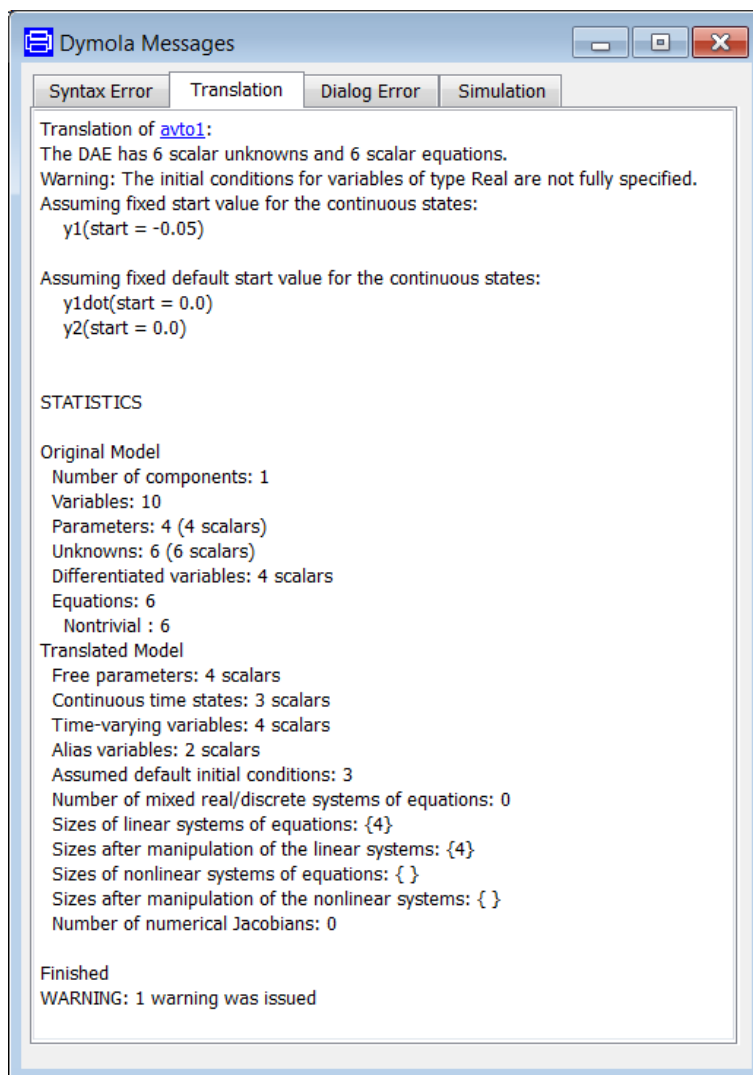 Dymola Messages
Syntax Error Translation Dialog Error Simulation
Translation of avto1:
The DAE has 6 scalar unknowns and 6 scalar equations.
Warning: The initial conditions for variables of type Real are not fully specified.
Assuming fixed start value for the continuous states:
y1(start = -0.05)
Assuming fixed default start value for the continuous states:
y1dot(start = 0.0)
y2(start = 0.0)
STATISTICS
Original Model
Number of components: 1
Variables: 10
Parameters: 4 (4 scalars)
Unknowns: 6 (6 scalars)
Differentiated variables: 4 scalars
Equations: 6
Nontrivial : 6
Translated Model
Free parameters: 4 scalars
Continuous time states: 3 scalars
Time-varying variables: 4 scalars
Alias variables: 2 scalars
Assumed default initial conditions: 3
Number of mixed real/discrete systems of equations: 0
Sizes of linear systems of equations: {4}
Sizes after manipulation of the linear systems: {4}
Sizes of nonlinear systems of equations: { }
Sizes after manipulation of the nonlinear systems: { }
Number of numerical Jacobians: 0
Finished
WARNING: 1 warning was issued